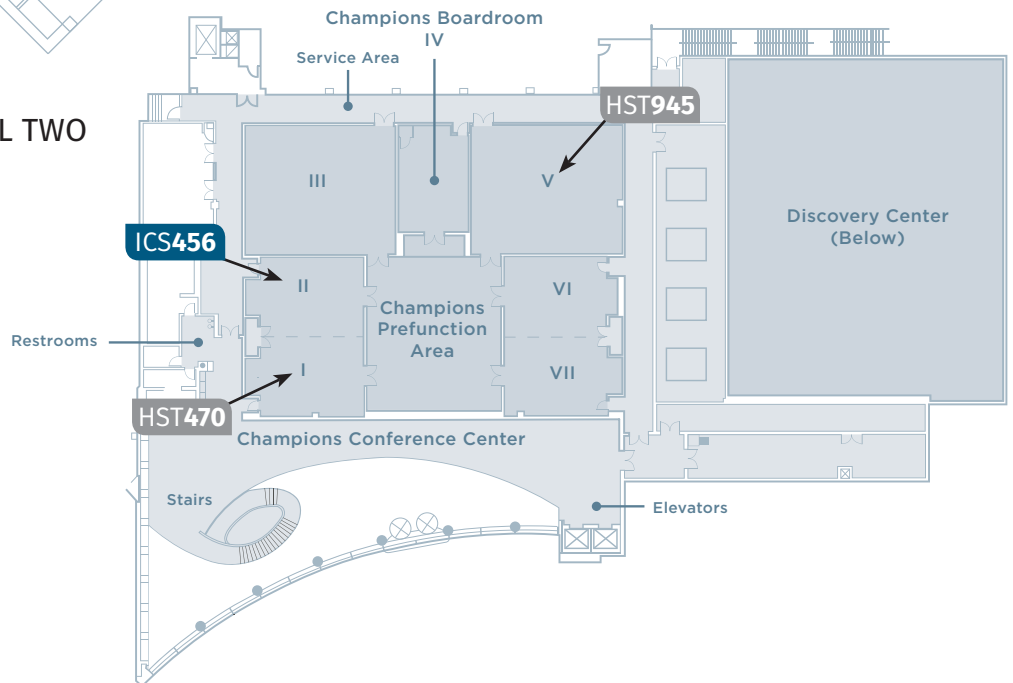 Champions Boardroom
IV
Service Area
HST945
L TWO
III
V
Discovery Center
(Below)
ICS456
II
VI
Champions
Prefunction
Area
Restrooms
I
VII
HST470
Champions Conference Center
Stairs
Elevators